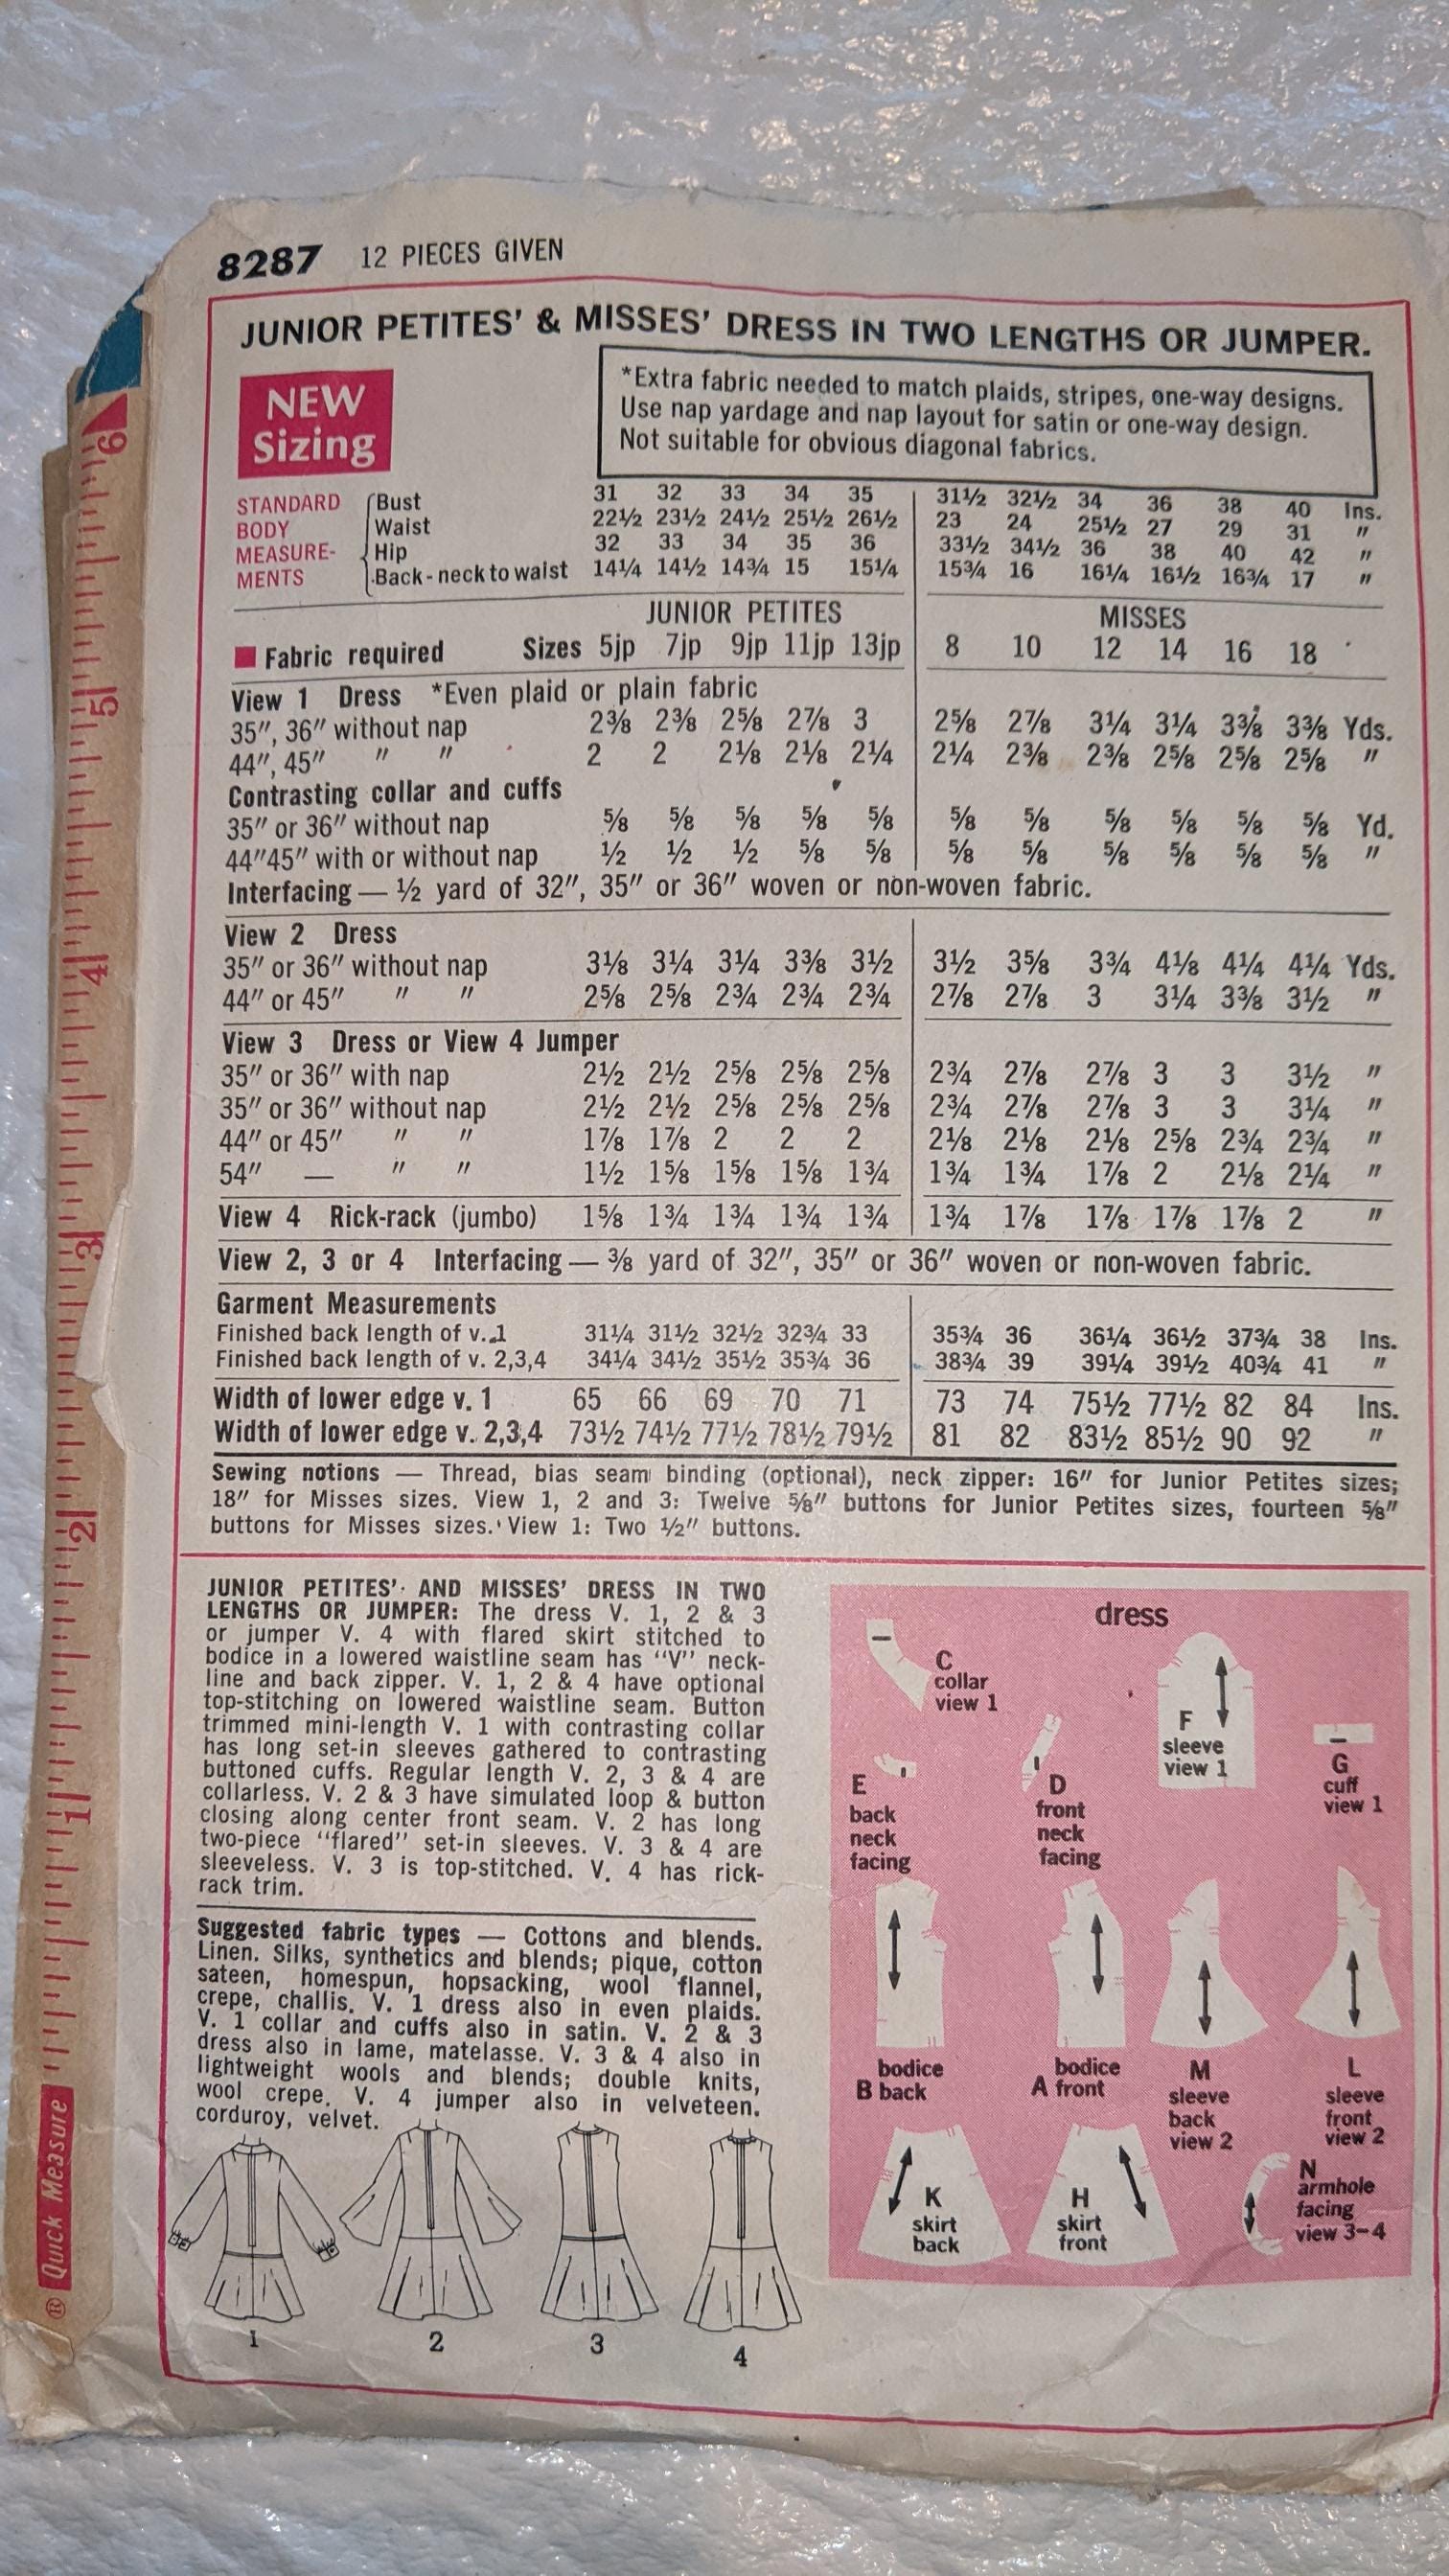 8287 12 PIECES GIVEN
JUNIOR PETITES' & MISSES' DRESS IN TWO LENGTHS OR JUMPER.
NEW
Sizing
*Extra fabric needed to match plaids, stripes, one-way designs.
Use nap yardage and nap layout for satin or one-way design.
Not suitable for obvious diagonal fabrics.
STANDARD BODY MEASUREMENTS
Bust 31 32 33 34 35 31½ 32½ 34 36 38 40 Ins.
Waist 22½ 23½ 24½ 25½ 26½ 23 24 25½ 27 29 31 "
Hip 32 33 34 35 36 33½ 34½ 36 38 40 42 "
Back-neck to waist 14¼ 14½ 14¾ 15 15¼ 15¾ 16 16¼ 16½ 16¾ 17 "
JUNIOR PETITES MISSES
Fabric required Sizes 5jp 7jp 9jp 11jp 13jp 8 10 12 14 16 18
View 1 Dress *Even plaid or plain fabric
35", 36" without nap 2⅜ 2⅜ 2⅝ 2⅞ 3 2⅝ 2⅞ 3¼ 3¼ 3⅜ 3⅜ Yds.
44", 45" " " 2 2 2⅛ 2⅛ 2¼ 2¼ 2⅜ 2⅜ 2⅝ 2⅝ 2⅝ "
Contrasting collar and cuffs
35" or 36" without nap ⅝ ⅝ ⅝ ⅝ ⅝ ⅝ ⅝ ⅝ ⅝ ⅝ ⅝ Yd.
44"45" with or without nap ½ ½ ½ ⅝ ⅝ ⅝ ⅝ ⅝ ⅝ ⅝ ⅝ "
Interfacing — ½ yard of 32", 35" or 36" woven or non-woven fabric.
View 2 Dress
35" or 36" without nap 3⅛ 3¼ 3¼ 3⅜ 3½ 3½ 3⅝ 3¾ 4⅛ 4¼ 4¼ Yds.
44" or 45" " " 2⅝ 2⅝ 2¾ 2¾ 2¾ 2⅞ 2⅞ 3 3¼ 3⅜ 3½ "
View 3 Dress or View 4 Jumper
35" or 36" with nap 2½ 2½ 2⅝ 2⅝ 2⅝ 2¾ 2⅞ 2⅞ 3 3 3½ "
35" or 36" without nap 2½ 2½ 2⅝ 2⅝ 2⅝ 2¾ 2⅞ 2⅞ 3 3 3¼ "
44" or 45" " " 1⅞ 1⅞ 2 2 2 2⅛ 2⅛ 2⅛ 2⅝ 2¾ 2¾ "
54" — " " 1½ 1⅝ 1⅝ 1⅝ 1¾ 1¾ 1¾ 1⅞ 2 2⅛ 2¼ "
View 4 Rick-rack (jumbo) 1⅝ 1¾ 1¾ 1¾ 1¾ 1¾ 1⅞ 1⅞ 1⅞ 1⅞ 2 "
View 2, 3 or 4 Interfacing — ⅜ yard of 32", 35" or 36" woven or non-woven fabric.
Garment Measurements
Finished back length of v. 1 31¼ 31½ 32½ 32¾ 33 35¾ 36 36¼ 36½ 37¾ 38 Ins.
Finished back length of v. 2,3,4 34¼ 34½ 35½ 35¾ 36 38¾ 39 39¼ 39½ 40¾ 41 "
Width of lower edge v. 1 65 66 69 70 71 73 74 75½ 77½ 82 84 Ins.
Width of lower edge v. 2,3,4 73½ 74½ 77½ 78½ 79½ 81 82 83½ 85½ 90 92 "
Sewing notions — Thread, bias seam binding (optional), neck zipper: 16" for Junior Petites sizes;
18" for Misses sizes. View 1, 2 and 3: Twelve ⅝" buttons for Junior Petites sizes, fourteen ⅝"
buttons for Misses sizes. View 1: Two ½" buttons.
JUNIOR PETITES' AND MISSES' DRESS IN TWO
LENGTHS OR JUMPER: The dress V. 1, 2 & 3
or jumper V. 4 with flared skirt stitched to
bodice in a lowered waistline seam has "V" neck-
line and back zipper. V. 1, 2 & 4 have optional
top-stitching on lowered waistline seam. Button
trimmed mini-length V. 1 with contrasting collar
has long set-in sleeves gathered to contrasting
buttoned cuffs. Regular length V. 2, 3 & 4 are
collarless. V. 2 & 3 have simulated loop & button
closing along center front seam. V. 2 has long
two-piece "flared" set-in sleeves. V. 3 & 4 are
sleeveless. V. 3 is top-stitched. V. 4 has rick-
rack trim.
Suggested fabric types — Cottons and blends.
Linen. Silks, synthetics and blends; pique, cotton
sateen, homespun, hopsacking, wool flannel,
crepe, challis. V. 1 dress also in even plaids.
V. 1 collar and cuffs also in satin. V. 2 & 3
dress also in lame, matelasse. V. 3 & 4 also in
lightweight wools and blends; double knits,
wool crepe. V. 4 jumper also in velveteen.
corduroy, velvet.
1
2
3
4
dress
C
collar
view 1
F
sleeve
view 1
G
cuff
view 1
E
back
neck
facing
D
front
neck
facing
bodice
B back
bodice
A front
M
sleeve
back
view 2
L
sleeve
front
view 2
K
skirt
back
H
skirt
front
N
armhole
facing
view 3-4
6
5
4
3
2
1
Quick Measure
®